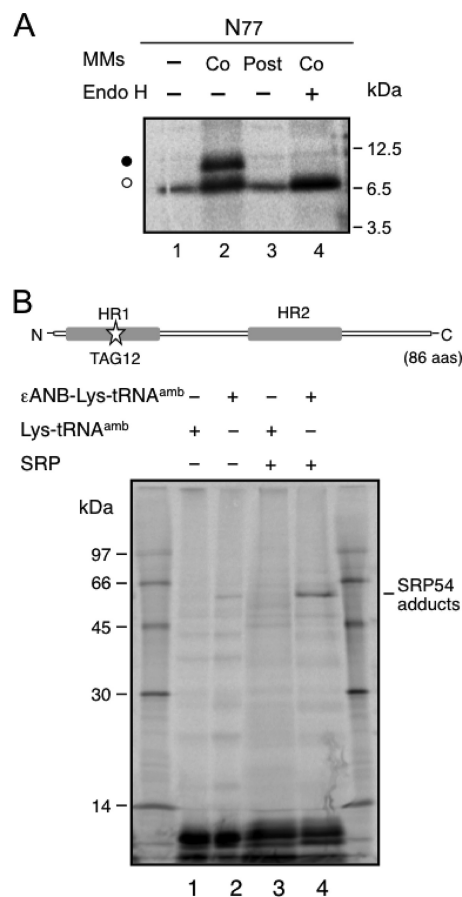 A
N77
MMs – Co Post Co
Endo H – – – + kDa
● 12.5
○ 6.5
3.5
1 2 3 4
B
HR1 HR2
N C
TAG12 (86 aas)
εANB-Lys-tRNAamb – + – +
Lys-tRNAamb + – + –
SRP – – + +
kDa
97
66
SRP54
adducts
45
30
14
1 2 3 4